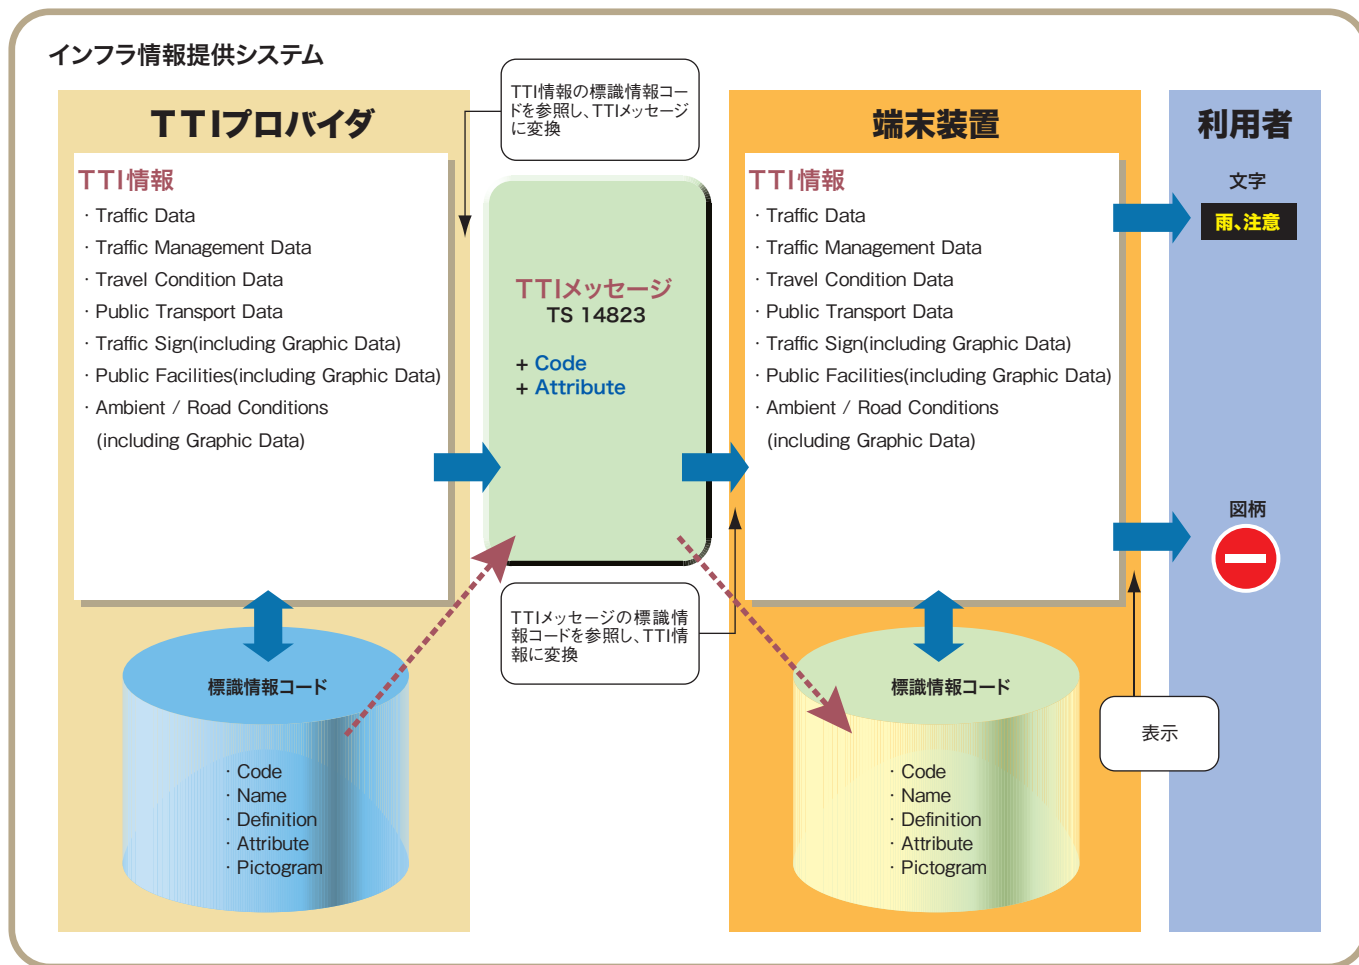 インフラ情報提供システム
TTIプロバイダ
TTI情報
· Traffic Data
· Traffic Management Data
· Travel Condition Data
· Public Transport Data
· Traffic Sign(including Graphic Data)
· Public Facilities(including Graphic Data)
· Ambient / Road Conditions
(including Graphic Data)
標識情報コード
· Code
· Name
· Definition
· Attribute
· Pictogram
TTI情報の標識情報コー
ドを参照し、TTIメッセージ
に変換
TTIメッセージ
TS 14823
+ Code
+ Attribute
TTIメッセージの標識情
報コードを参照し、TTI情
報に変換
端末装置
TTI情報
· Traffic Data
· Traffic Management Data
· Travel Condition Data
· Public Transport Data
· Traffic Sign(including Graphic Data)
· Public Facilities(including Graphic Data)
· Ambient / Road Conditions
(including Graphic Data)
標識情報コード
· Code
· Name
· Definition
· Attribute
· Pictogram
表示
利用者
文字
雨、注意
図柄